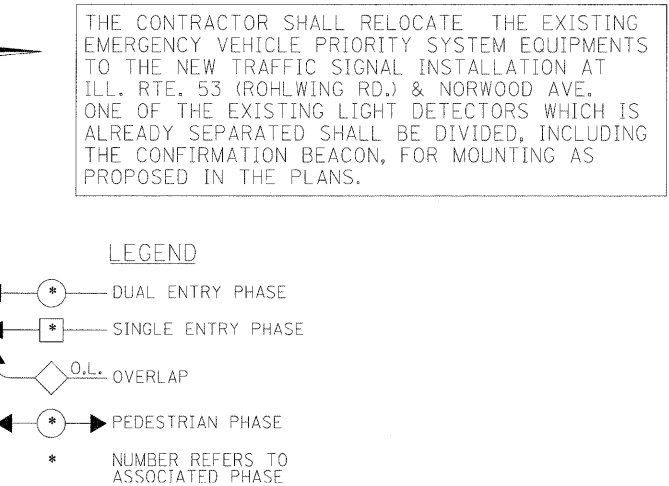 THE CONTRACTOR SHALL RELOCATE THE EXISTING
EMERGENCY VEHICLE PRIORITY SYSTEM EQUIPMENTS
TO THE NEW TRAFFIC SIGNAL INSTALLATION AT
ILL. RTE. 53 (ROHLWING RD.) & NORWOOD AVE.
ONE OF THE EXISTING LIGHT DETECTORS WHICH IS
ALREADY SEPARATED SHALL BE DIVIDED, INCLUDING
THE CONFIRMATION BEACON, FOR MOUNTING AS
PROPOSED IN THE PLANS.
LEGEND
* DUAL ENTRY PHASE
* SINGLE ENTRY PHASE
O.L. OVERLAP
* PEDESTRIAN PHASE
* NUMBER REFERS TO
ASSOCIATED PHASE